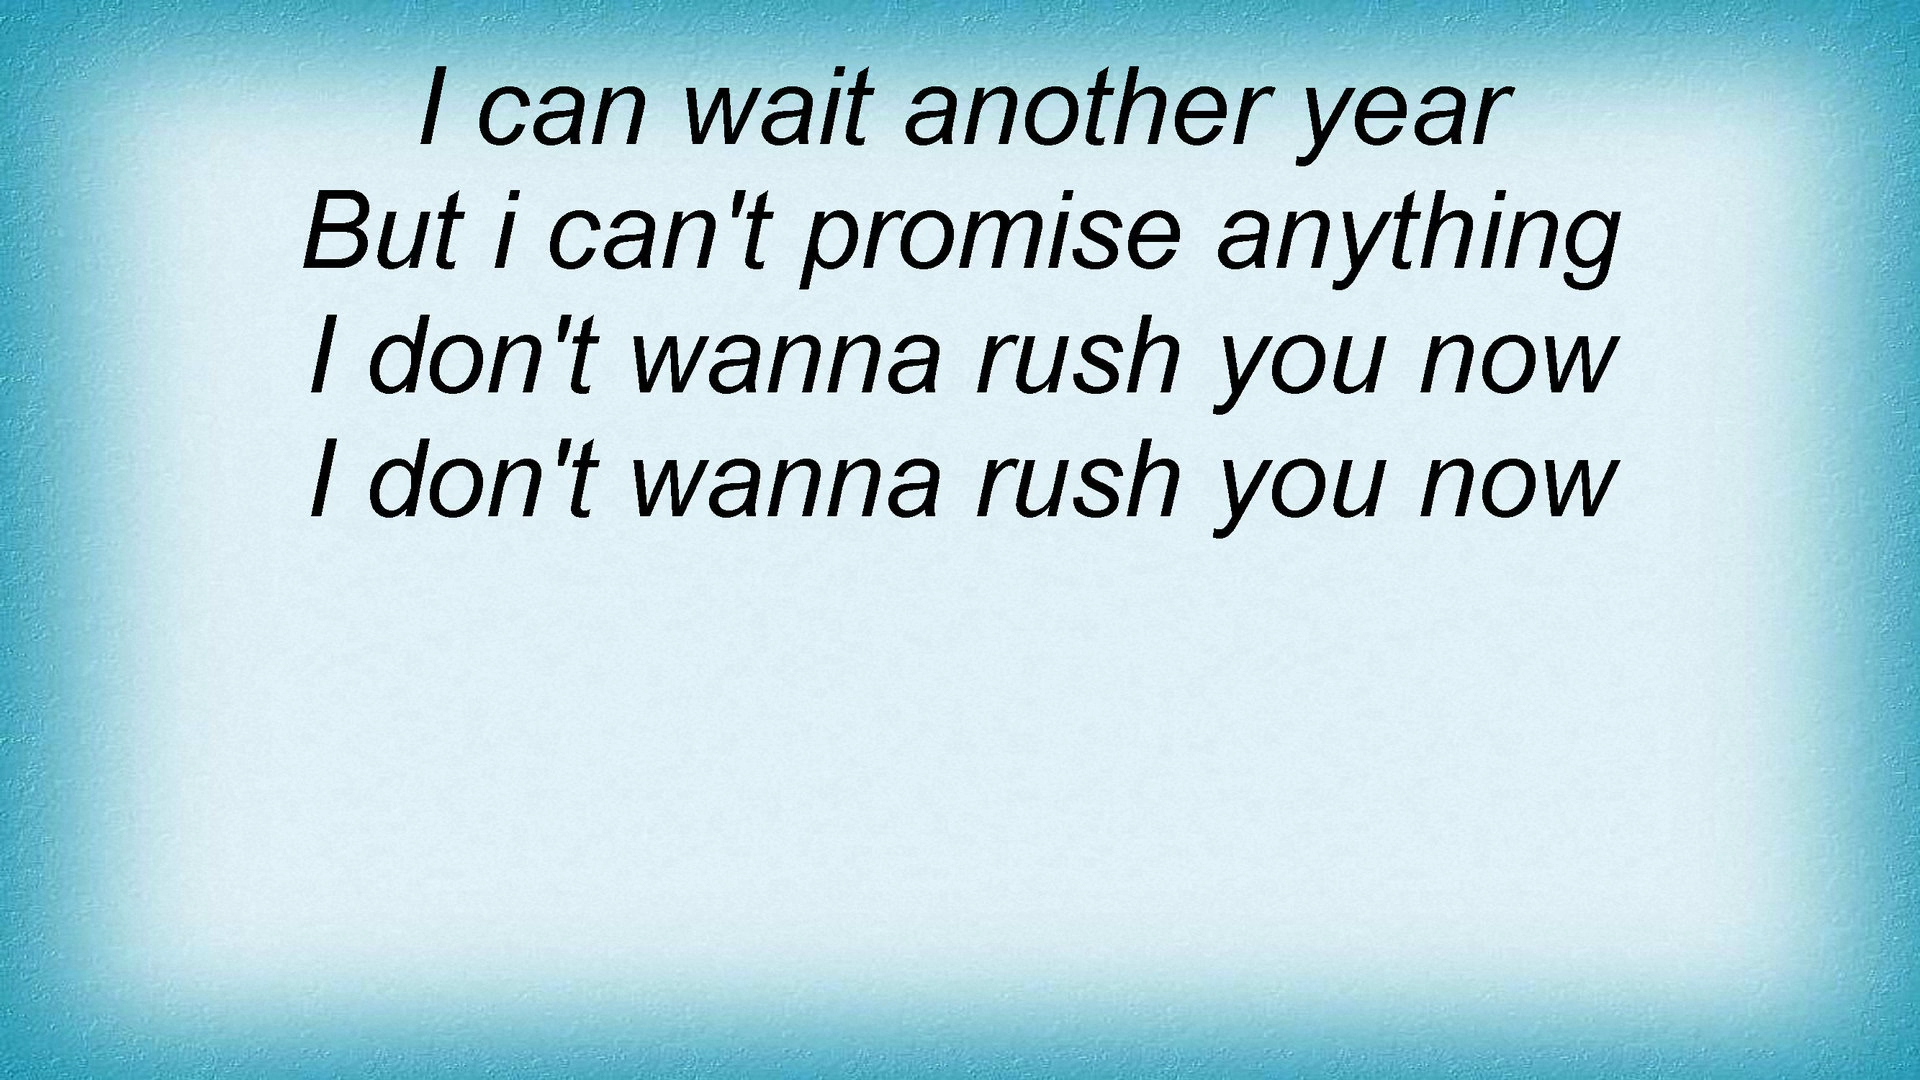 I can wait another year
But i can't promise anything
I don't wanna rush you now
I don't wanna rush you now